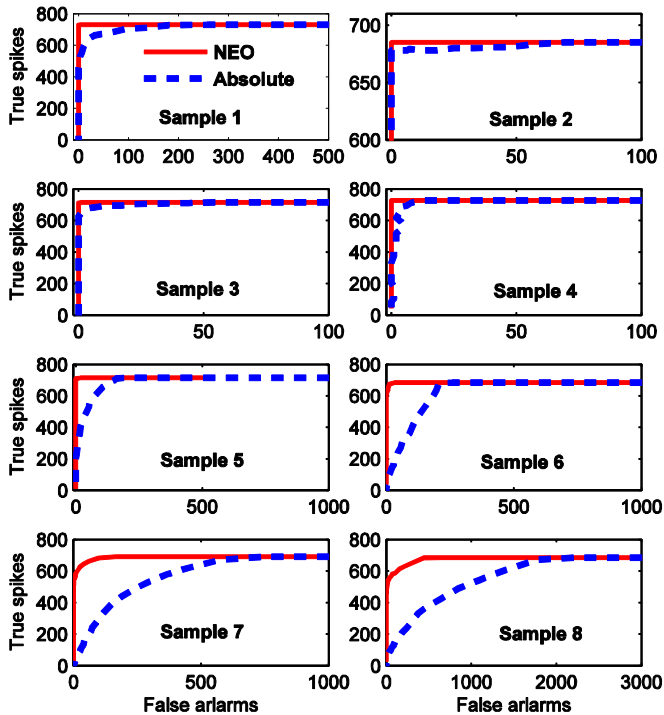 800
600
400
200
0
True spikes
NEO
Absolute
Sample 1
0 100 200 300 400 500
700
650
600
Sample 2
0 50 100
800
600
400
200
0
True spikes
Sample 3
0 50 100
800
600
400
200
0
Sample 4
0 50 100
800
600
400
200
0
True spikes
Sample 5
0 500 1000
800
600
400
200
0
Sample 6
0 500 1000
800
600
400
200
0
True spikes
Sample 7
0 500 1000
False arlarms
800
600
400
200
0
Sample 8
0 1000 2000 3000
False arlarms